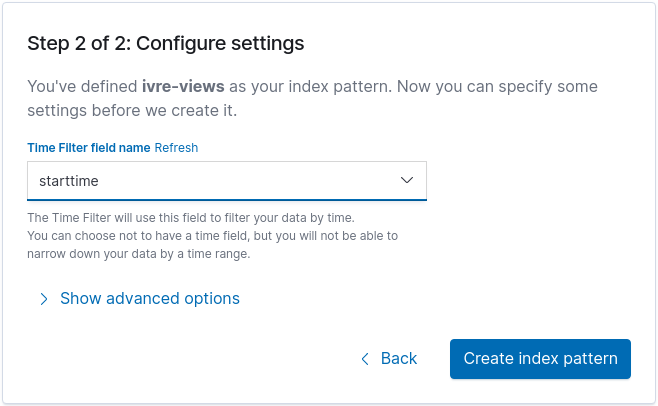 Step 2 of 2: Configure settings
You've defined ivre-views as your index pattern. Now you can specify some
settings before we create it.
Time Filter field name Refresh
starttime
The Time Filter will use this field to filter your data by time.
You can choose not to have a time field, but you will not be able to
narrow down your data by a time range.
Show advanced options
Back
Create index pattern